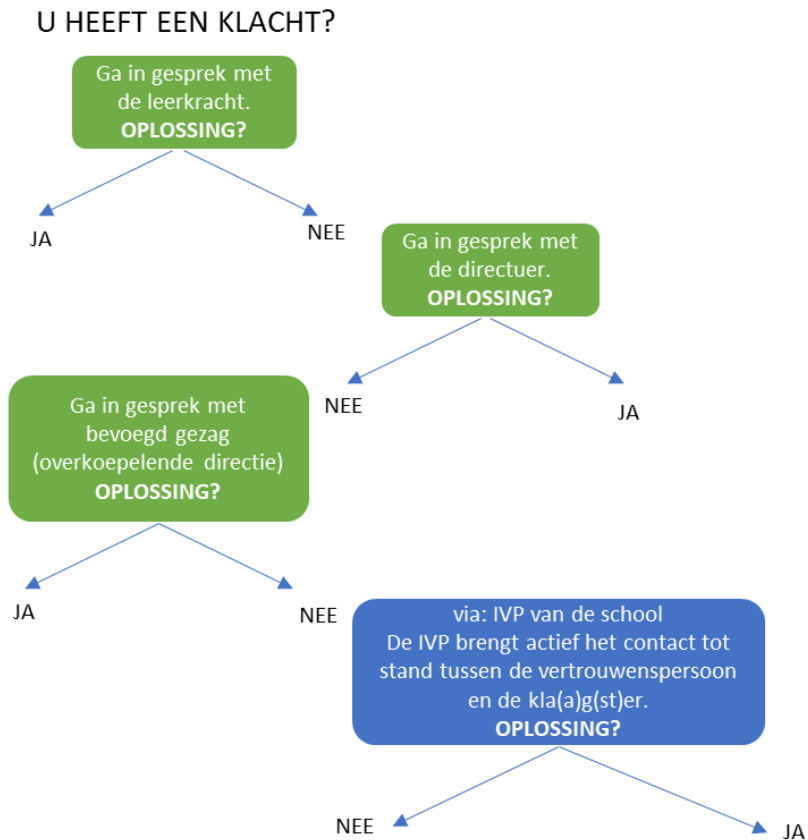 U HEEFT EEN KLACHT?
Ga in gesprek met
de leerkracht.
OPLOSSING?
JA
NEE
Ga in gesprek met
de directuer.
OPLOSSING?
NEE
JA
Ga in gesprek met
bevoegd gezag
(overkoepelende directie)
OPLOSSING?
JA
NEE
via: IVP van de school
De IVP brengt actief het contact tot
stand tussen de vertrouwenspersoon
en de kla(a)g(st)er.
OPLOSSING?
NEE
JA